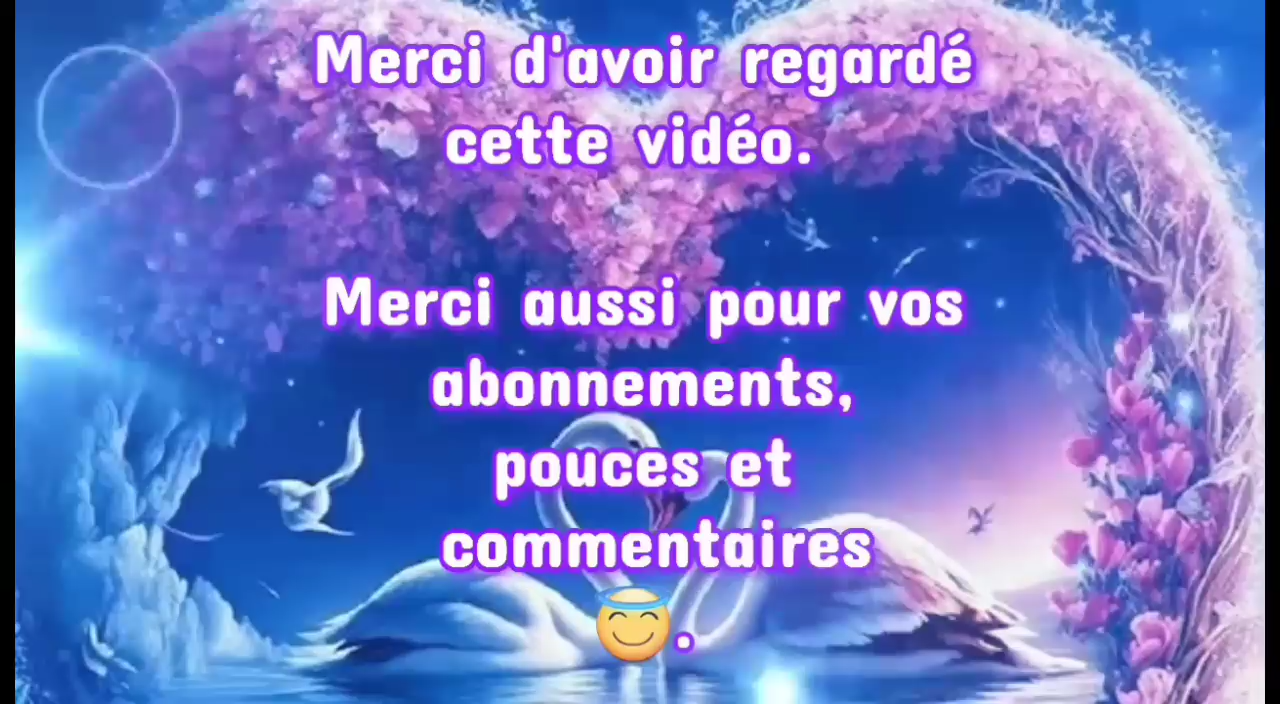 Merci d'avoir regardé
cette vidéo.
Merci aussi pour vos
abonnements,
pouces et
commentaires
😇.